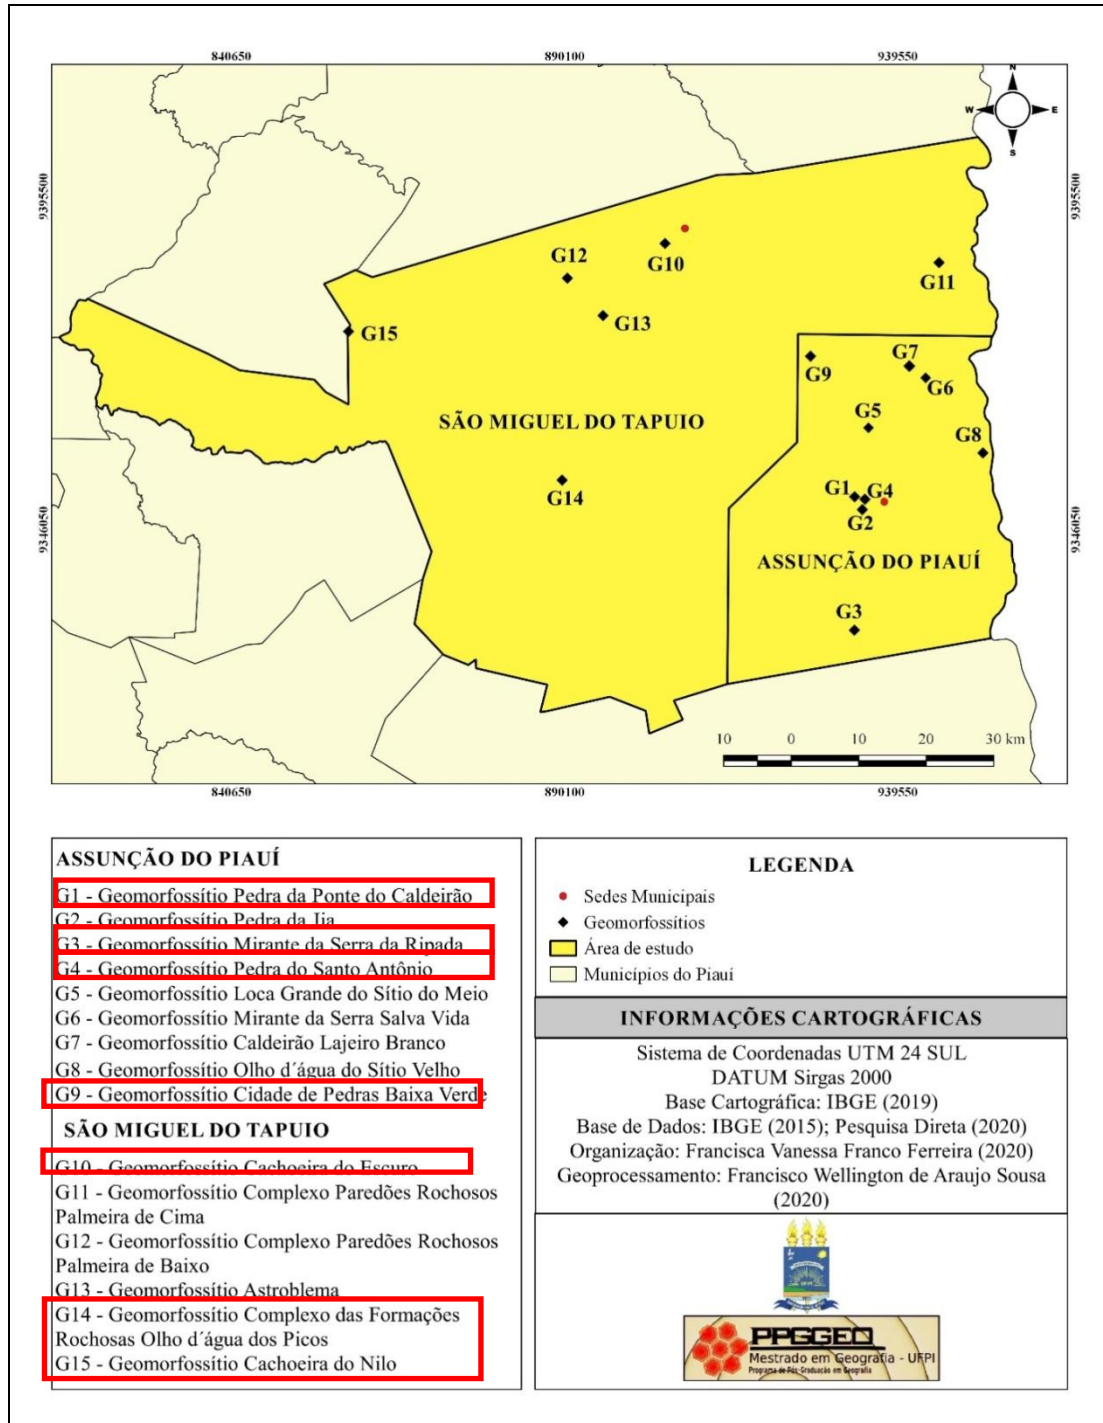 840650 890100 939550
N
W E
S
9395500 9395500
G12
G10
G11
G13
G15
G7
G9
G6
G5
SÃO MIGUEL DO TAPUIO
G8
G14
G1 G4
G2
9346050 9346050
ASSUNÇÃO DO PIAUÍ
G3
10 0 10 20 30 km
840650 890100 939550
ASSUNÇÃO DO PIAUÍ
G1 - Geomorfossítio Pedra da Ponte do Caldeirão
G2 - Geomorfossítio Pedra da
G3 - Geomorfossítio Mirante da Serra da Ripada
G4 - Geomorfossítio Pedra do Santo Antônio
G5 - Geomorfossítio Loca Grande do Sítio do Meio
G6 - Geomorfossítio Mirante da Serra Salva Vida
G7 - Geomorfossítio Caldeirão Lajeiro Branco
G8 - Geomorfossítio Olho d´água do Sítio Velho
G9 - Geomorfossítio Cidade de Pedras Baixa Verde
SÃO MIGUEL DO TAPUIO
G10 - Geomorfossítio Cachoeira do Escuro
G11 - Geomorfossítio Complexo Paredões Rochosos
Palmeira de Cima
G12 - Geomorfossítio Complexo Paredões Rochosos
Palmeira de Baixo
G13 - Geomorfossítio Astroblema
G14 - Geomorfossítio Complexo das Formações
Rochosas Olho d´água dos Picos
G15 - Geomorfossítio Cachoeira do Nilo
LEGENDA
Sedes Municipais
Geomorfossítios
Área de estudo
Municípios do Piauí
INFORMAÇÕES CARTOGRÁFICAS
Sistema de Coordenadas UTM 24 SUL
DATUM Sirgas 2000
Base Cartográfica: IBGE (2019)
Base de Dados: IBGE (2015); Pesquisa Direta (2020)
Organização: Francisca Vanessa Franco Ferreira (2020)
Geoprocessamento: Francisco Wellington de Araujo Sousa
(2020)
PPGGEO
Mestrado em Geografia - UFPI
Programa de Pós-Graduação em Geografia